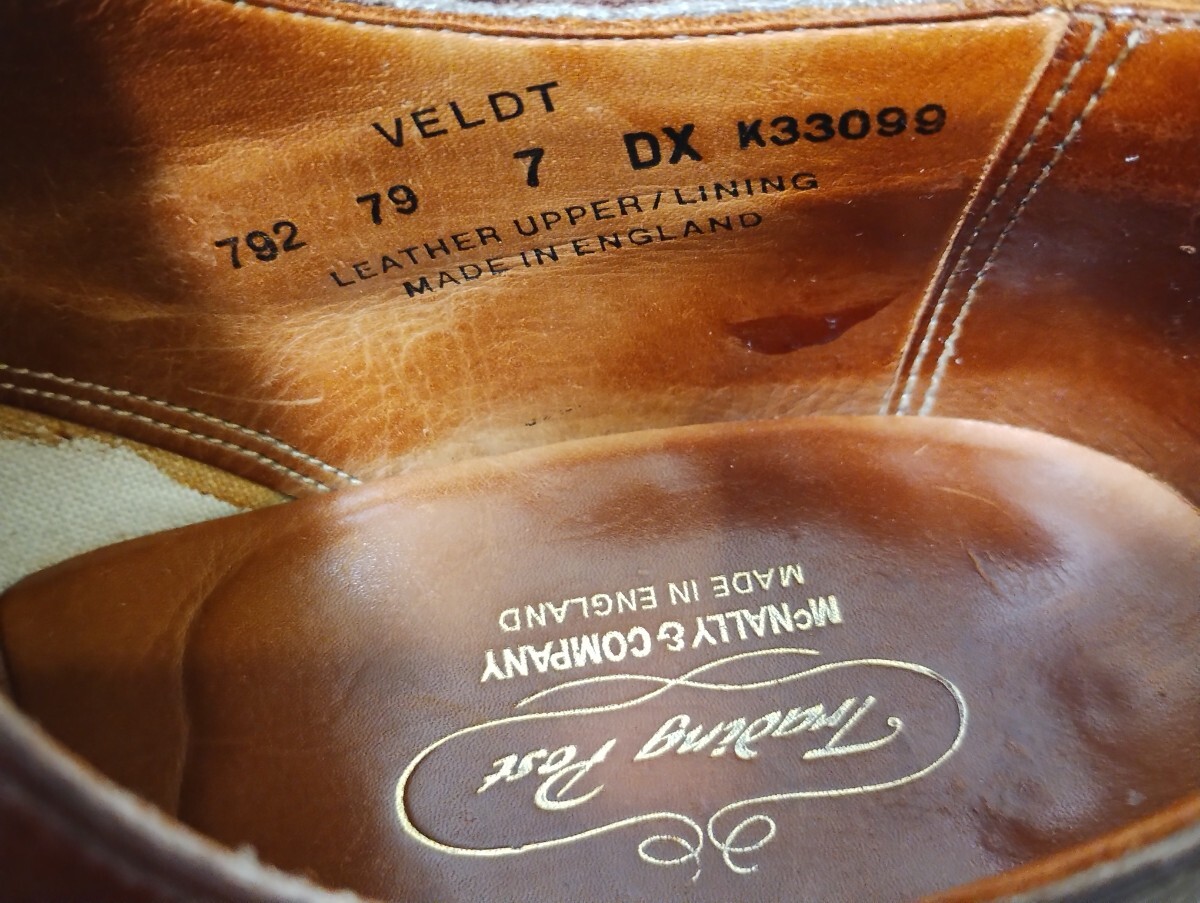 VELDT
792 79 7 DX K33099
LEATHER UPPER/LINING
MADE IN ENGLAND
Trading Post
McNALLY & COMPANY
MADE IN ENGLAND